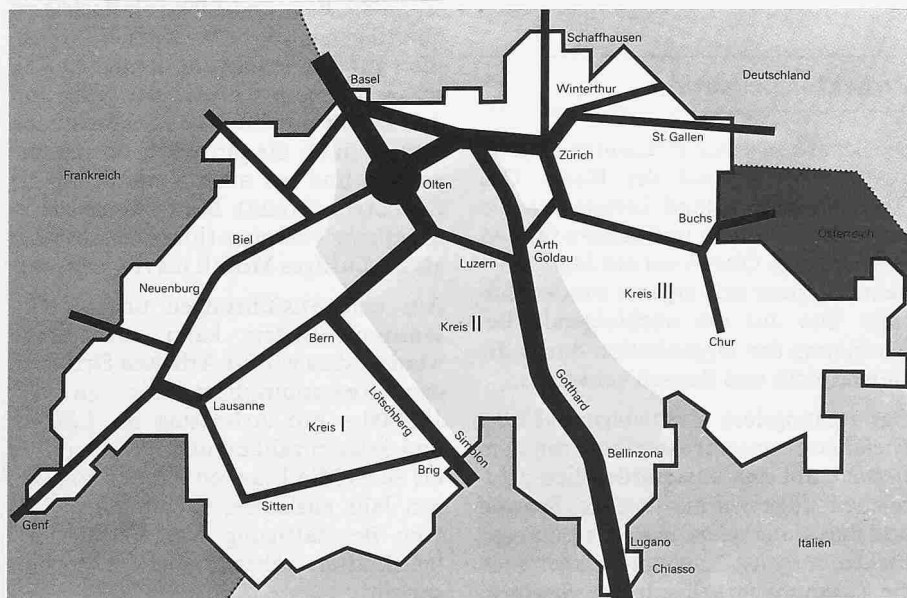 Schaffhausen
Basel
Winterthur
Deutschland
St. Gallen
Zürich
Frankreich
Olten
Buchs
Österreich
Biel
Arth
Goldau
Luzern
Neuenburg
Kreis III
Kreis II
Bern
Chur
Lötschberg
Gotthard
Lausanne
Simplon
Kreis I
Bellinzona
Brig
Sitten
Genf
Lugano
Italien
Chiasso